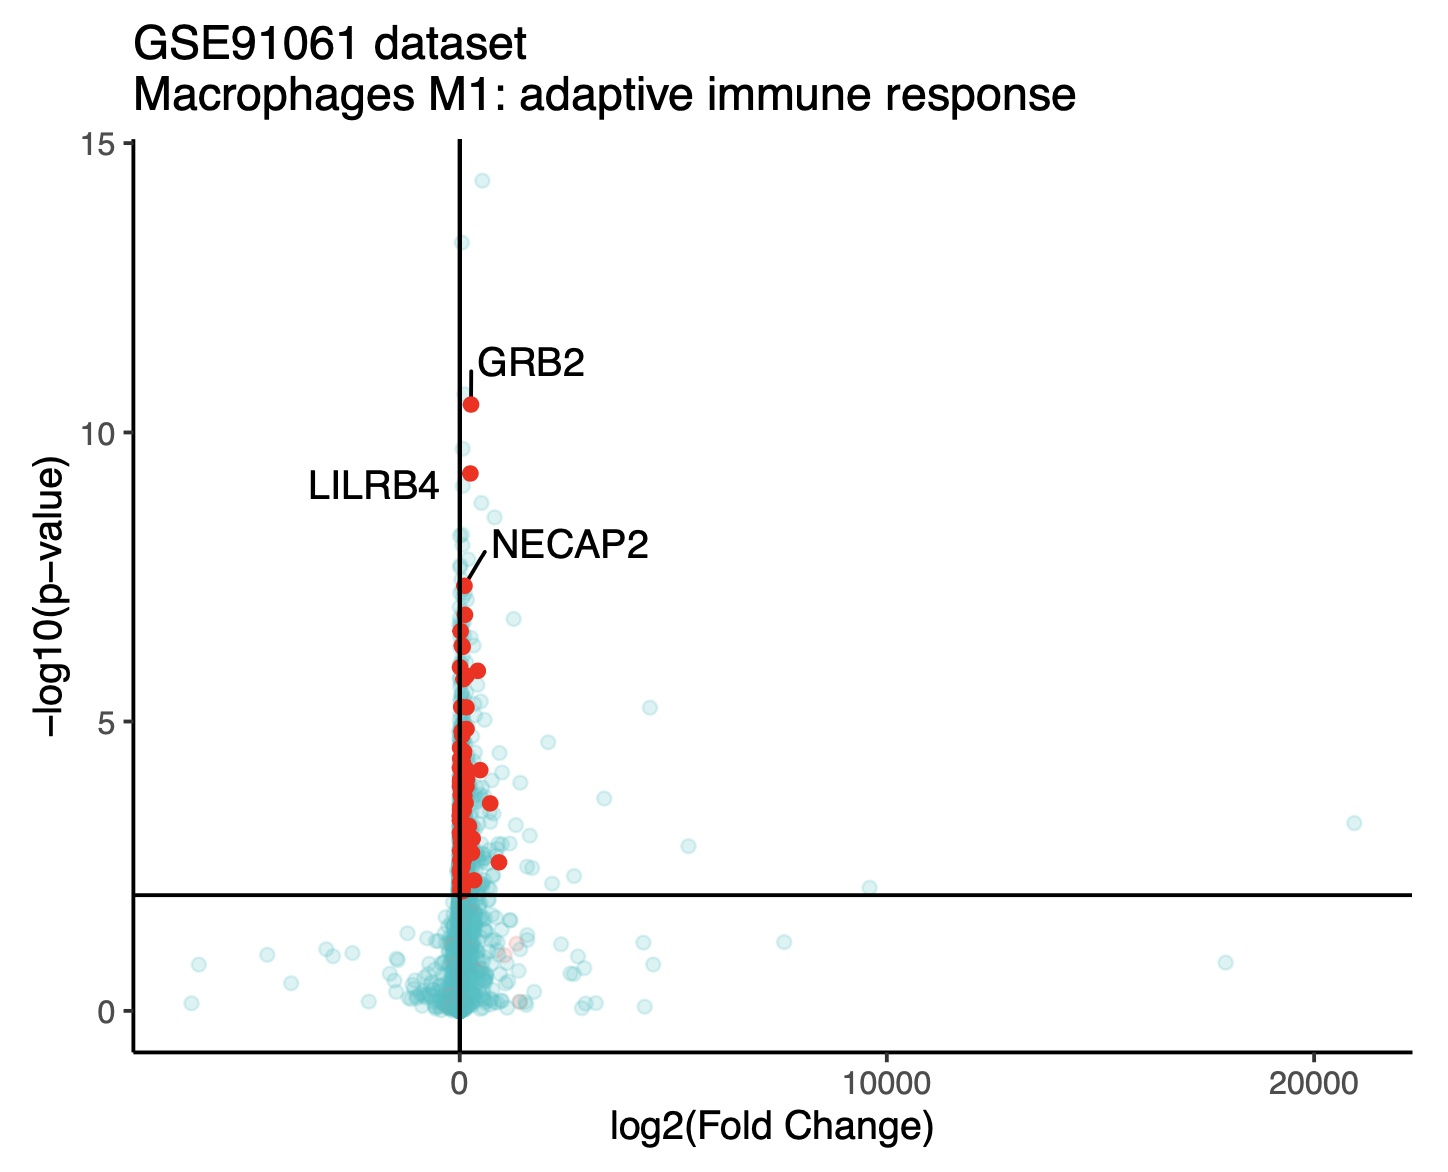 GSE91061 dataset
Macrophages M1: adaptive immune response
15
GRB2
10
LILRB4
NECAP2
−log10(p−value)
5
0
0
10000
20000
log2(Fold Change)